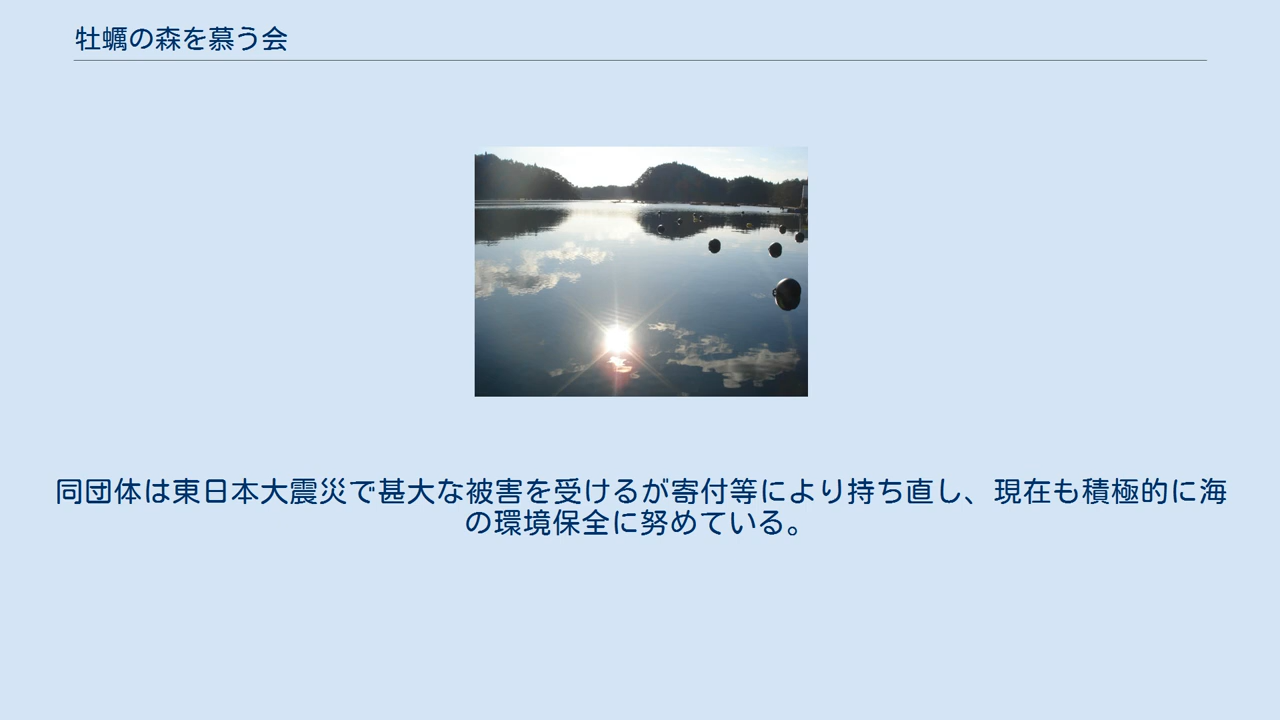 牡蠣の森を慕う会
同団体は東日本大震災で甚大な被害を受けるが寄付等により持ち直し、現在も積極的に海
の環境保全に努めている。